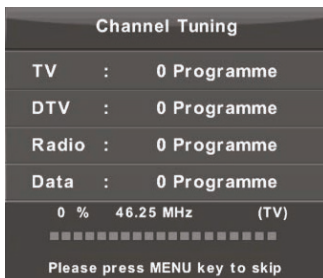 Channel Tuning
TV : 0 Programme
DTV : 0 Programme
Radio : 0 Programme
Data : 0 Programme
0 % 46.25 MHz (TV)
Please press MENU key to skip